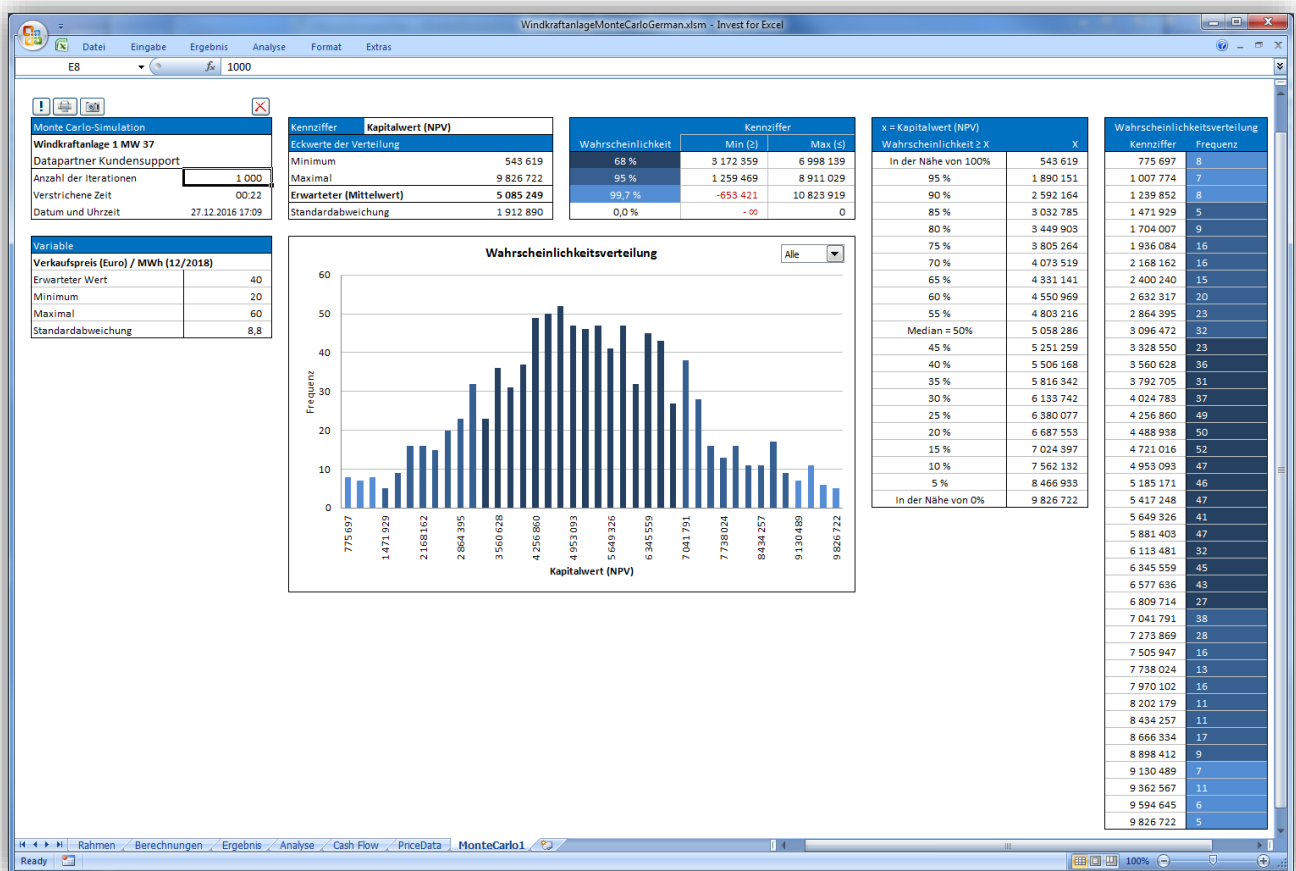 WindkraftanlageMonteCarloGerman.xlsm - Invest for Excel
Datei Eingabe Ergebnis Analyse Format Extras
E8 fx 1000
Monte Carlo-Simulation
Windkraftanlage 1 MW 37
Datapartner Kundensupport
Anzahl der Iterationen 1 000
Verstrichene Zeit 00:22
Datum und Uhrzeit 27.12.2016 17:09
Variable
Verkaufspreis (Euro) / MWh (12/2018)
Erwarteter Wert 40
Minimum 20
Maximal 60
Standardabweichung 8,8
Kennziffer Kapitalwert (NPV)
Eckwerte der Verteilung
Minimum 543 619
Maximal 9 826 722
Erwarteter (Mittelwert) 5 085 249
Standardabweichung 1 912 890
Kennziffer
Wahrscheinlichkeit Min (≥) Max (≤)
68 % 3 172 359 6 998 139
95 % 1 259 469 8 911 029
99,7 % -653 421 10 823 919
0,0 % - ∞ 0
Wahrscheinlichkeitsverteilung
Alle
60
50
40
30
20
10
0
Frequenz
775 697
1 471 929
2 168 162
2 864 395
3 560 628
4 256 860
4 953 093
5 649 326
6 345 559
7 041 791
7 738 024
8 434 257
9 130 489
9 826 722
Kapitalwert (NPV)
x = Kapitalwert (NPV)
Wahrscheinlichkeit ≥ X X
In der Nähe von 100% 543 619
95 % 1 890 151
90 % 2 592 164
85 % 3 032 785
80 % 3 449 903
75 % 3 805 264
70 % 4 073 519
65 % 4 331 141
60 % 4 550 969
55 % 4 803 216
Median = 50% 5 058 286
45 % 5 251 259
40 % 5 506 168
35 % 5 816 342
30 % 6 133 742
25 % 6 380 077
20 % 6 687 553
15 % 7 024 397
10 % 7 562 132
5 % 8 466 933
In der Nähe von 0% 9 826 722
Wahrscheinlichkeitsverteilung
Kennziffer Frequenz
775 697 8
1 007 774 7
1 239 852 8
1 471 929 5
1 704 007 9
1 936 084 16
2 168 162 16
2 400 240 15
2 632 317 20
2 864 395 23
3 096 472 32
3 328 550 23
3 560 628 36
3 792 705 31
4 024 783 37
4 256 860 49
4 488 938 50
4 721 016 52
4 953 093 47
5 185 171 46
5 417 248 47
5 649 326 41
5 881 403 47
6 113 481 32
6 345 559 45
6 577 636 43
6 809 714 27
7 041 791 38
7 273 869 28
7 505 947 16
7 738 024 13
7 970 102 16
8 202 179 11
8 434 257 11
8 666 334 17
8 898 412 9
9 130 489 7
9 362 567 11
9 594 645 6
9 826 722 5
Rahmen Berechnungen Ergebnis Analyse Cash Flow PriceData MonteCarlo1
Ready 100%